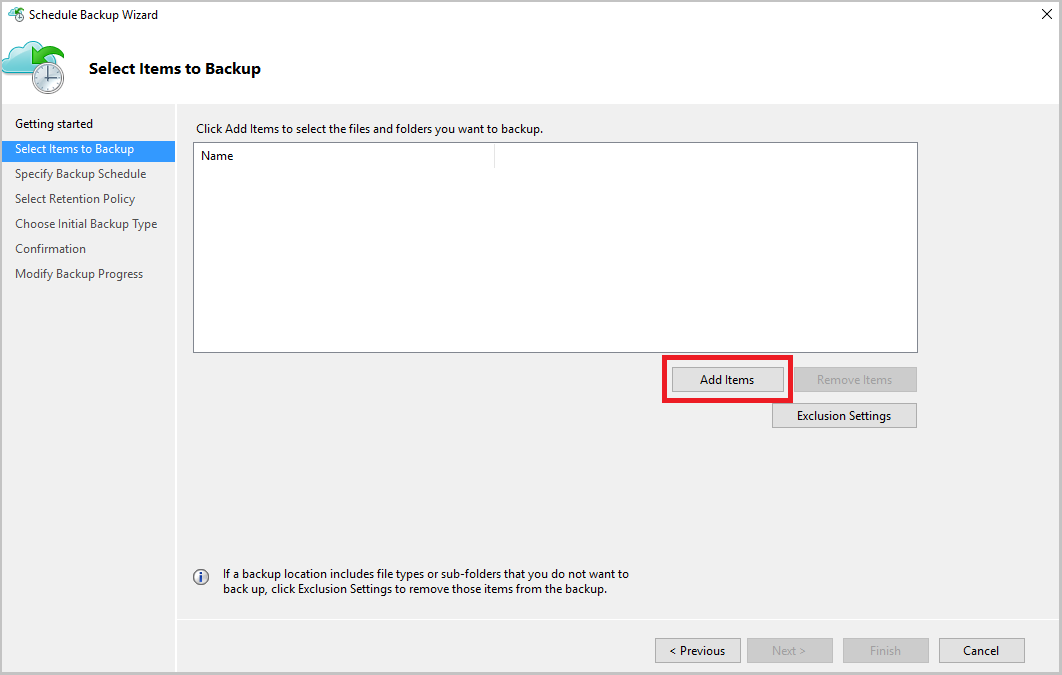 Schedule Backup Wizard
Select Items to Backup
Getting started
Select Items to Backup
Specify Backup Schedule
Select Retention Policy
Choose Initial Backup Type
Confirmation
Modify Backup Progress
Click Add Items to select the files and folders you want to backup.
Name
Add Items
Remove Items
Exclusion Settings
If a backup location includes file types or sub-folders that you do not want to
back up, click Exclusion Settings to remove those items from the backup.
< Previous
Next >
Finish
Cancel